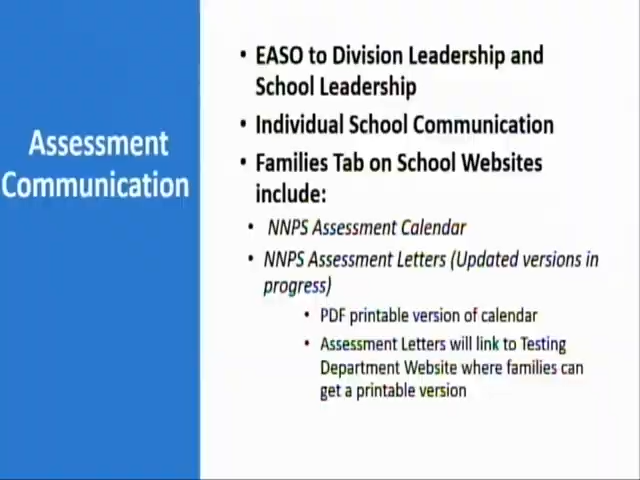 Assessment
Communication
• EASO to Division Leadership and
School Leadership
• Individual School Communication
• Families Tab on School Websites
include:
• NNPS Assessment Calendar
• NNPS Assessment Letters (Updated versions in
progress)
• PDF printable version of calendar
• Assessment Letters will link to Testing
Department Website where families can
get a printable version